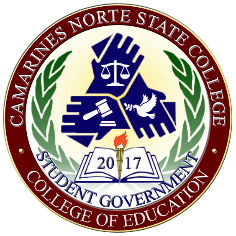 CAMARINES NORTE STATE COLLEGE
2017
STUDENT GOVERNMENT
COLLEGE OF EDUCATION